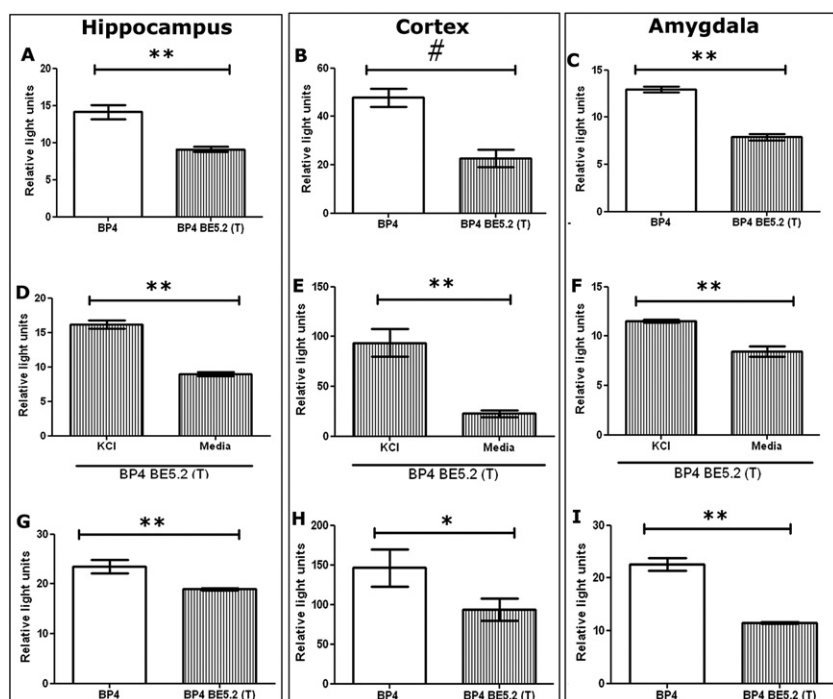 Hippocampus
Cortex
Amygdala
A
**
Relative light units
20
15
10
5
0
BP4
BP4 BE5.2 (T)
B
#
Relative light units
60
40
20
0
BP4
BP4 BE5.2 (T)
C
**
Relative light units
15
10
5
0
BP4
BP4 BE5.2 (T)
D
**
Relative light units
20
15
10
5
0
KCl
Media
BP4 BE5.2 (T)
E
**
Relative light units
150
100
50
0
KCl
Media
BP4 BE5.2 (T)
F
**
Relative light units
15
10
5
0
KCl
Media
BP4 BE5.2 (T)
G
**
Relative light units
30
20
10
0
BP4
BP4 BE5.2 (T)
H
*
Relative light units
200
150
100
50
0
BP4
BP4 BE5.2 (T)
I
**
Relative light units
30
20
10
0
BP4
BP4 BE5.2 (T)